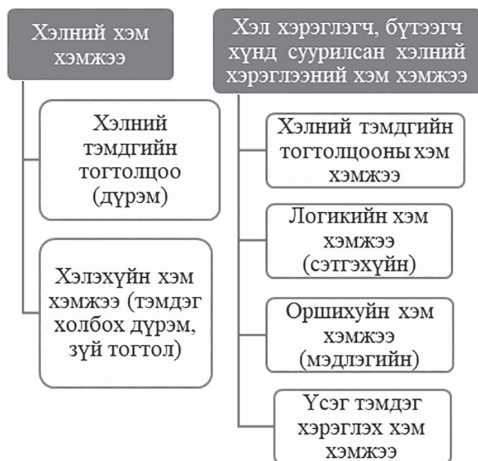 Хэлний хэм
хэмжээ
Хэлний
тэмдгийн
тогтолцоо
(дүрэм)
Хэлэхүйн хэм
хэмжээ (тэмдэг
холбох дүрэм,
зүй тогтол)
Хэл хэрэглэгч, бүтээгч
хүнд суурилсан хэлний
хэрэглээний хэм хэмжээ
Хэлний тэмдгийн
тогтолцооны хэм
хэмжээ
Логикийн хэм
хэмжээ
(сэтгэхүйн)
Оршихуйн хэм
хэмжээ
(мэдлэгийн)
Үсэг тэмдэг
хэрэглэх хэм
хэмжээ